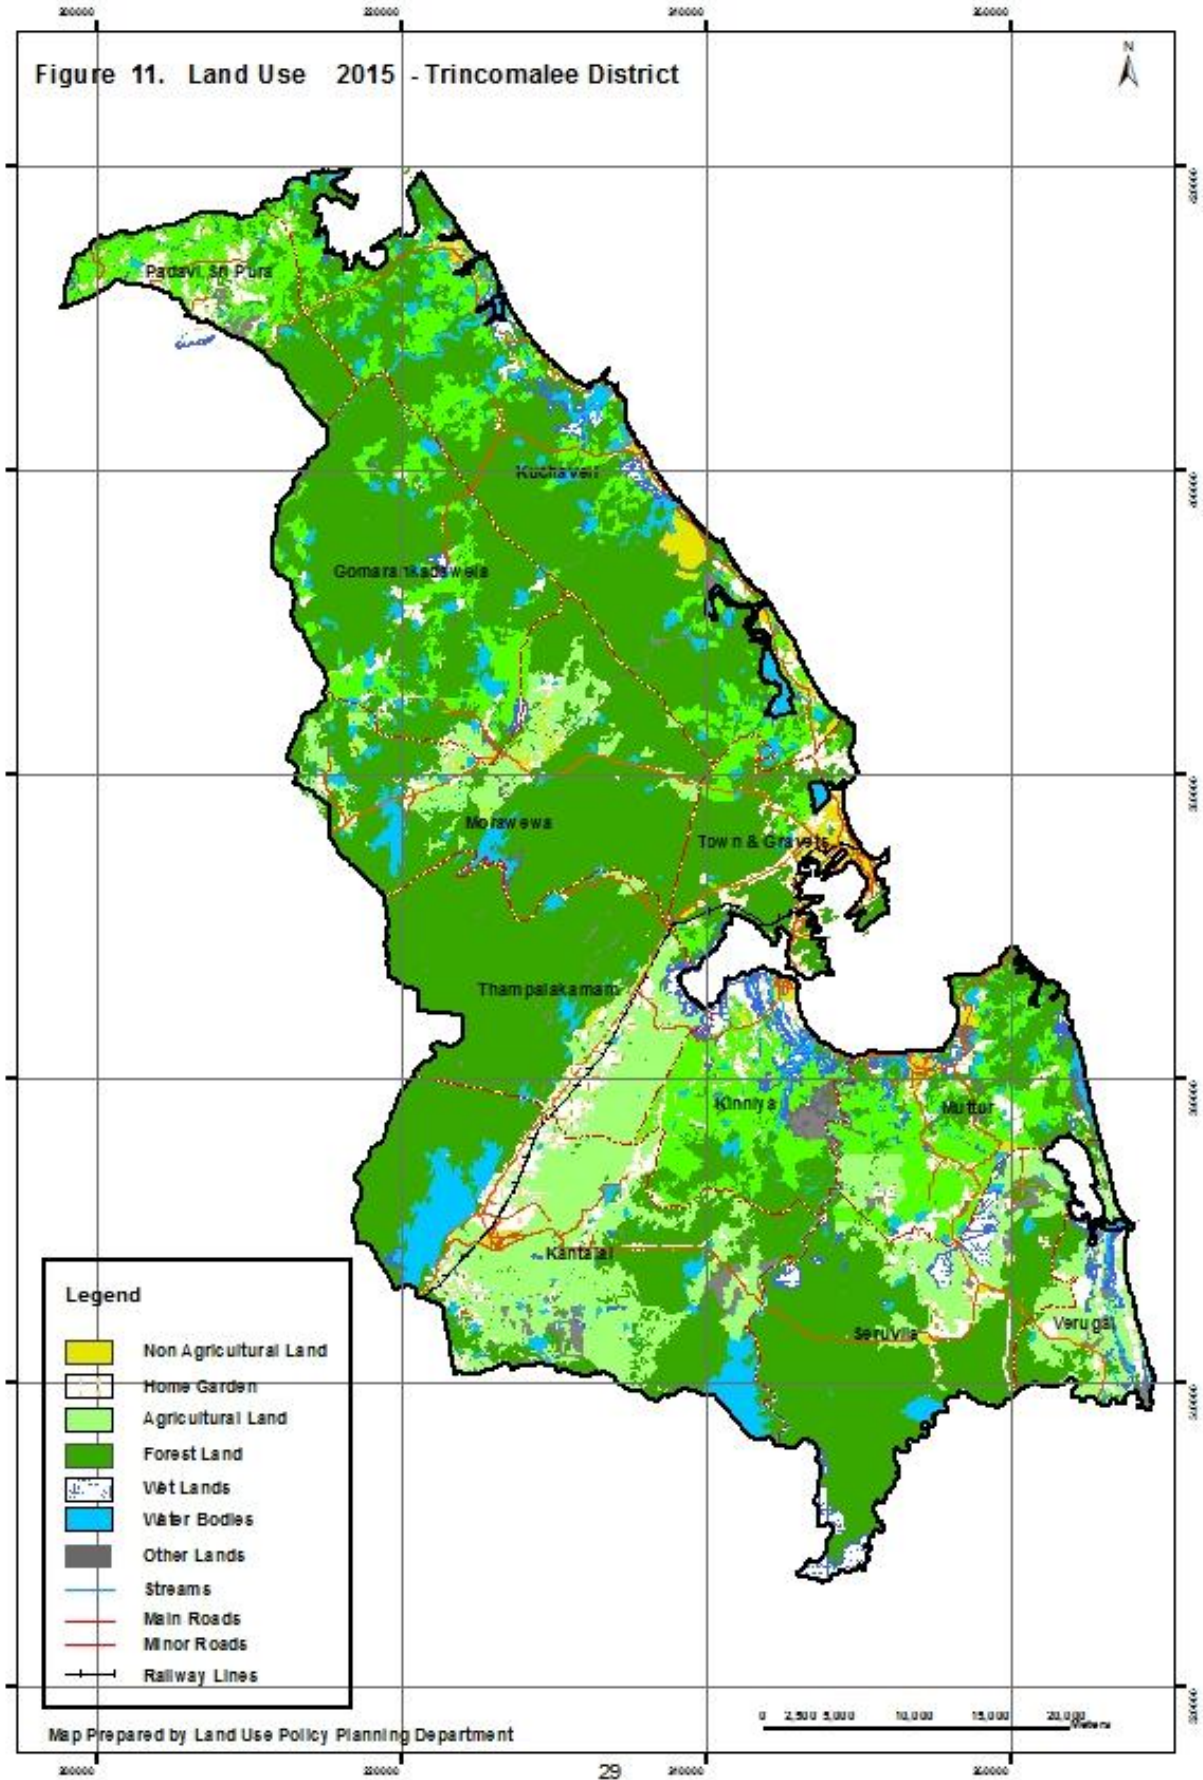 Figure 11. Land Use 2015 - Trincomalee District
N
Padavi Sri Pura
Kuchaveli
Gomarankadawela
Morawewa
Town & Gravets
Thampalakamam
Kinniya
Muttur
Kantalai
Seruvila
Verugal
Legend
Non Agricultural Land
Home Garden
Agricultural Land
Forest Land
Wet Lands
Water Bodies
Other Lands
Streams
Main Roads
Minor Roads
Railway Lines
0 2,500 5,000 10,000 15,000 20,000
Meters
Map Prepared by Land Use Policy Planning Department
29